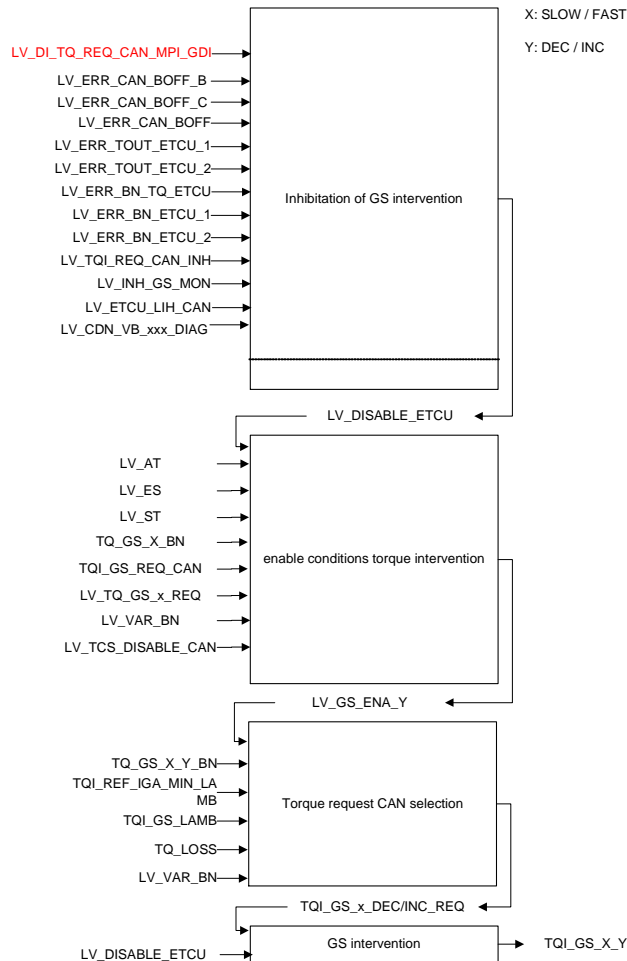 X: SLOW / FAST
Y: DEC / INC
LV_DI_TQ_REQ_CAN_MPI_GDI
LV_ERR_CAN_BOFF_B
LV_ERR_CAN_BOFF_C
LV_ERR_CAN_BOFF
LV_ERR_TOUT_ETCU_1
LV_ERR_TOUT_ETCU_2
LV_ERR_BN_TQ_ETCU
LV_ERR_BN_ETCU_1
LV_ERR_BN_ETCU_2
LV_TQI_REQ_CAN_INH
LV_INH_GS_MON
LV_ETCU_LIH_CAN
LV_CDN_VB_xxx_DIAG
Inhibitation of GS intervention
LV_DISABLE_ETCU
LV_AT
LV_ES
LV_ST
TQ_GS_X_BN
TQI_GS_REQ_CAN
LV_TQ_GS_x_REQ
LV_VAR_BN
LV_TCS_DISABLE_CAN
enable conditions torque intervention
LV_GS_ENA_Y
TQ_GS_X_Y_BN
TQI_REF_IGA_MIN_LA
MB
TQI_GS_LAMB
TQ_LOSS
LV_VAR_BN
Torque request CAN selection
TQI_GS_x_DEC/INC_REQ
LV_DISABLE_ETCU
GS intervention
TQI_GS_X_Y